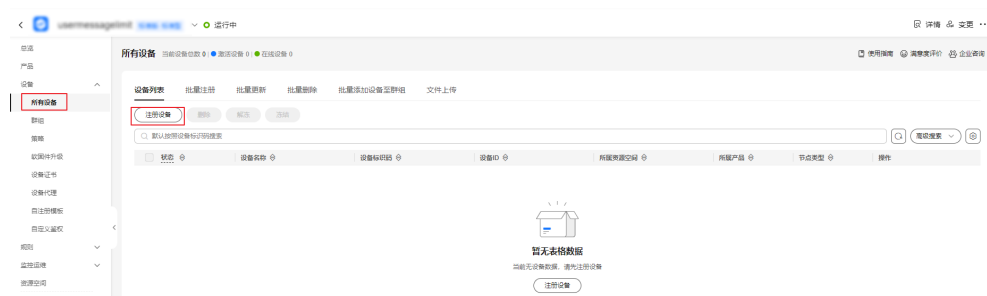 usermessagelimit 运行中 详情 变更
总览
产品
设备
所有设备
群组
策略
软固件升级
设备证书
设备代理
自注册模板
自定义鉴权
规则
监控运维
资源空间
所有设备 当前设备总数 0 | 激活设备 0 | 在线设备 0 使用指南 满意度评价 企业咨询
设备列表 批量注册 批量更新 批量删除 批量添加设备至群组 文件上传
注册设备 删除 解冻 冻结
默认按照设备标识码搜索 高级搜索
状态 设备名称 设备标识码 设备ID 所属资源空间 所属产品 节点类型 操作
暂无表格数据
当前无设备数据，请先注册设备
注册设备